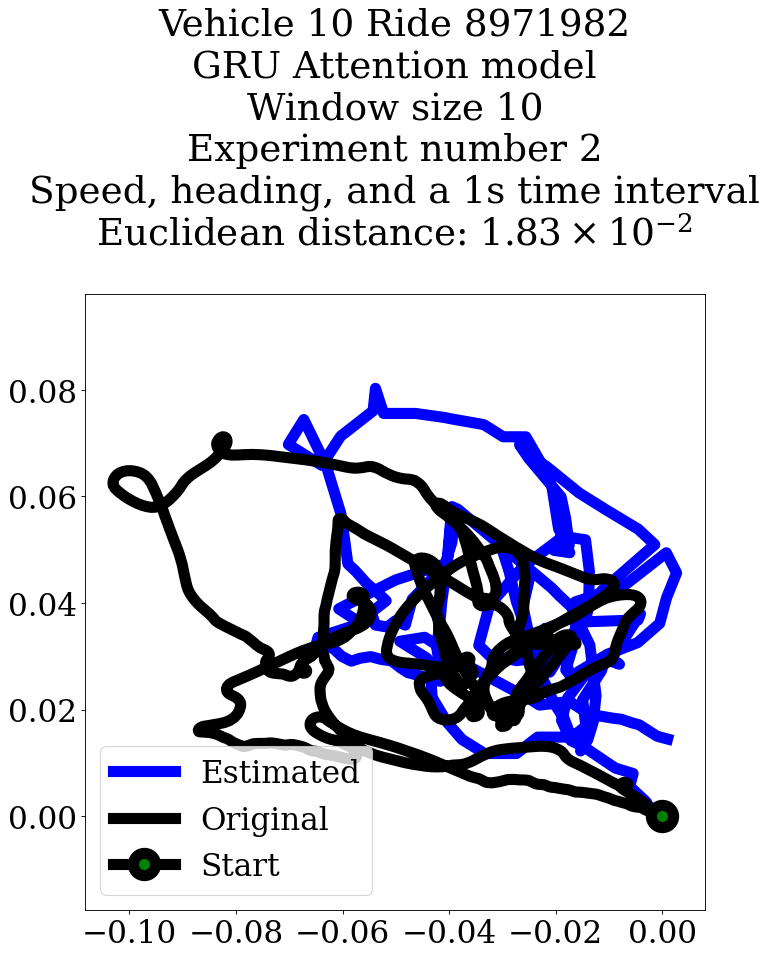 Vehicle 10 Ride 8971982
GRU Attention model
Window size 10
Experiment number 2
Speed, heading, and a 1s time interval
Euclidean distance: 1.83 × 10⁻²
0.08
0.06
0.04
0.02
0.00
Estimated
Original
Start
−0.10 −0.08 −0.06 −0.04 −0.02 0.00